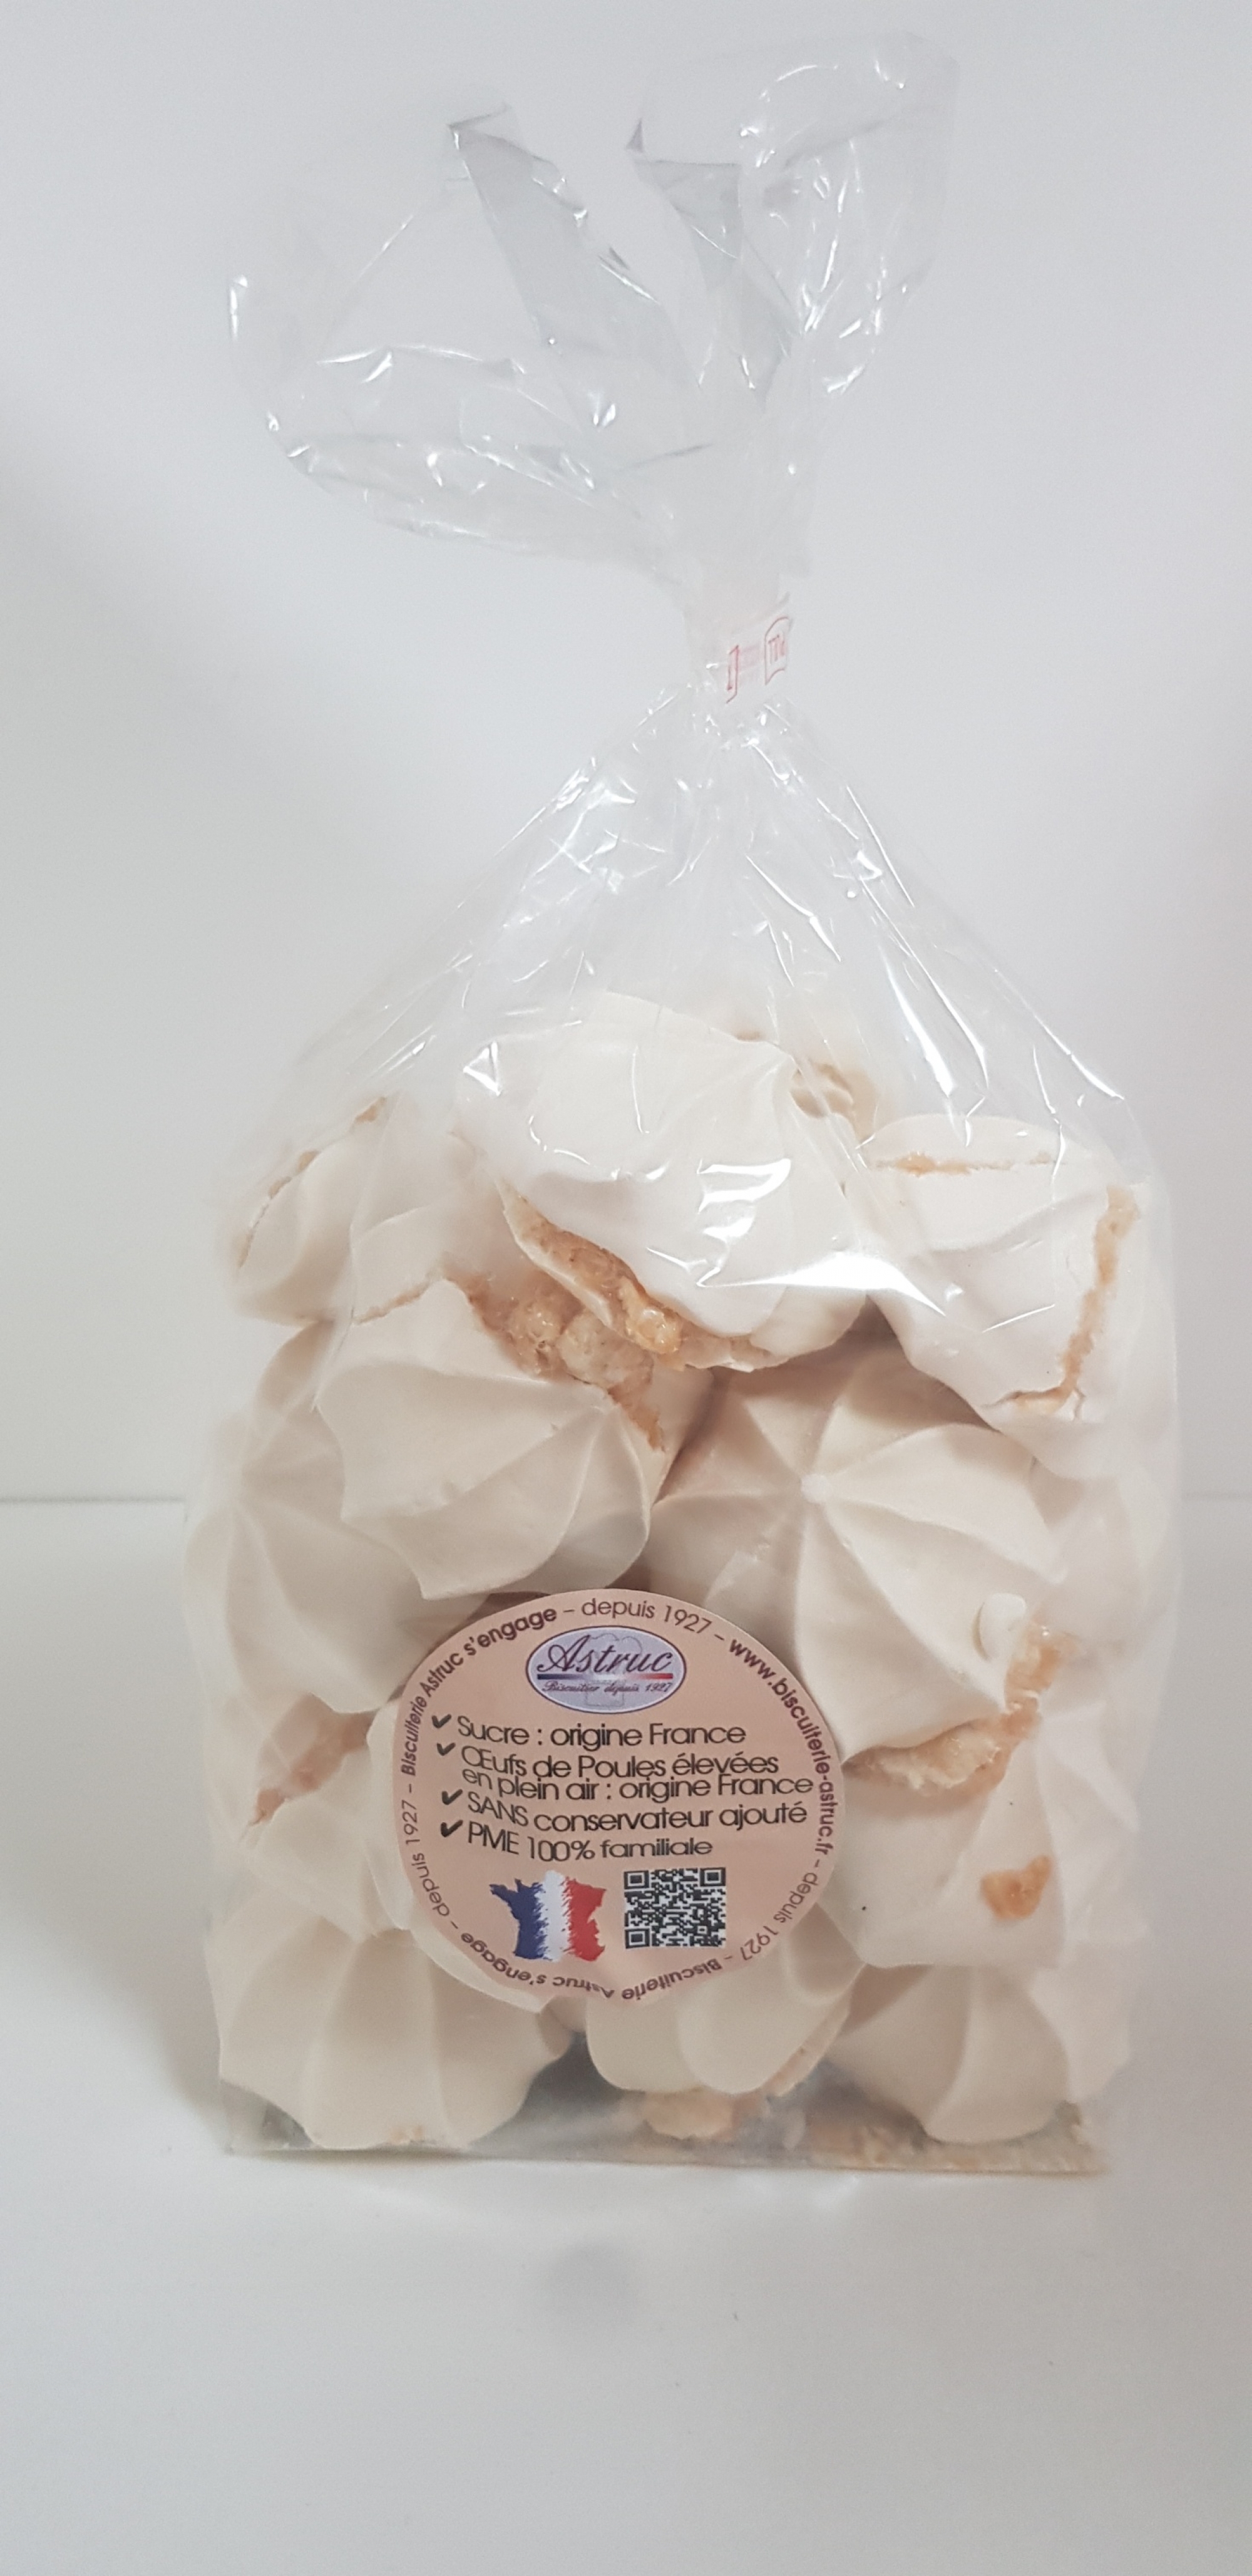 Biscuiterie Astruc s'engage - depuis 1927 - www.biscuiterie-astruc.fr - depuis 1927 - Biscuiterie Astruc s'engage - depuis 1927 -
Astruc
Biscuitier depuis 1927
✔ Sucre : origine France
✔ Œufs de Poules élevées
en plein air : origine France
✔ SANS conservateur ajouté
✔ PME 100% familiale